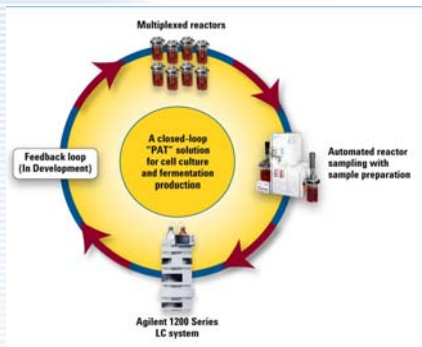 Multiplexed reactors
A closed-loop
"PAT" solution
for cell culture
and fermentation
production
Feedback loop
(In Development)
Automated reactor
sampling with
sample preparation
Agilent 1200 Series
LC system